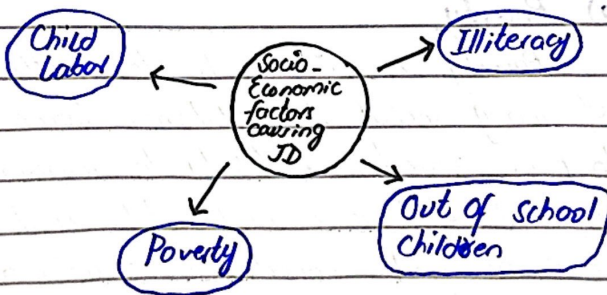 Child
Labor
Socio-
Economic
factors
causing
JD
Illiteracy
Poverty
Out of school
children